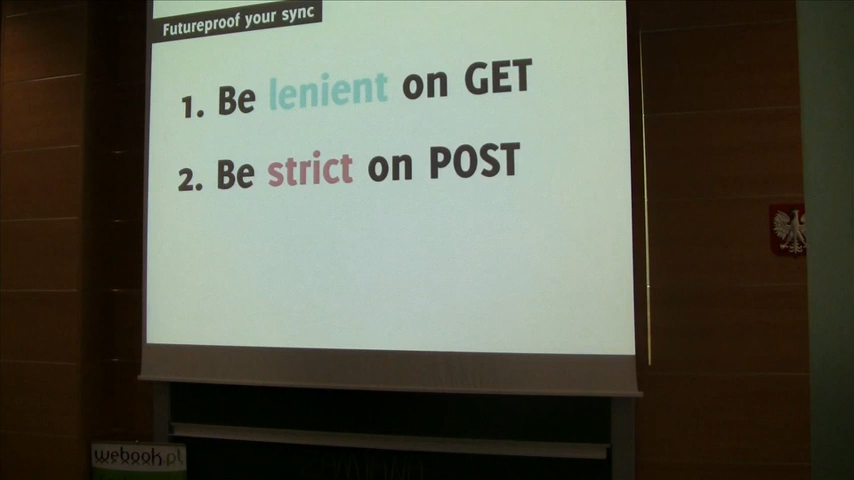 Futureproof your sync
1. Be lenient on GET
2. Be strict on POST
webook.pl